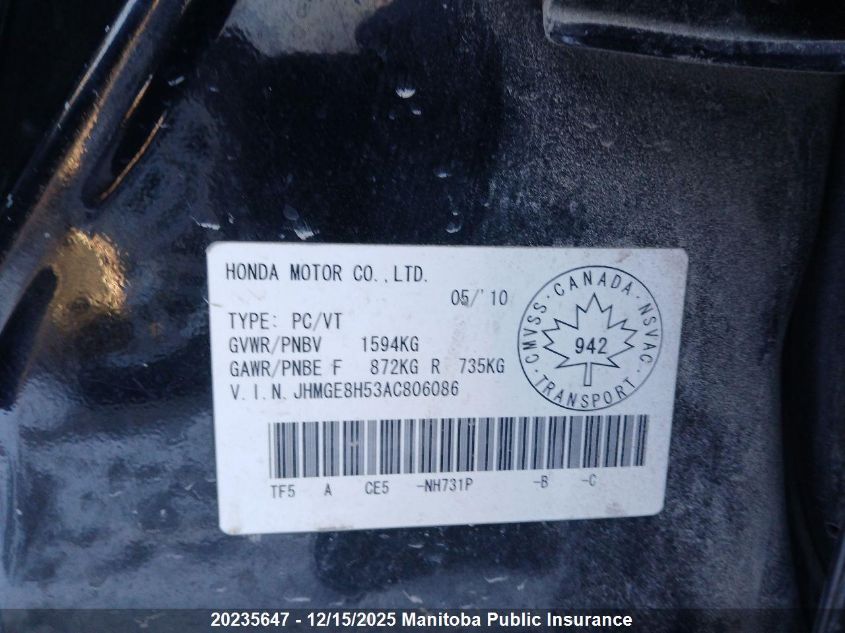 HONDA MOTOR CO.,LTD.
05/'10
TYPE: PC/VT
GVWR/PNBV 1594KG
GAWR/PNBE F 872KG R 735KG
V.I.N. JHMGE8H53AC806086
CMVSS · CANADA · NSVAC · TRANSPORT ·
942
TF5 A CE5 -NH731P -B -C
20235647 - 12/15/2025 Manitoba Public Insurance